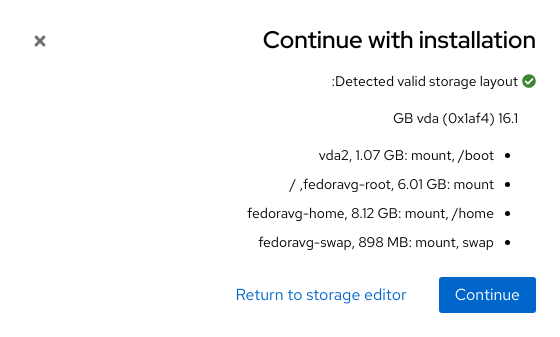 Continue with installation
:Detected valid storage layout
GB vda (0x1af4) 16.1
vda2, 1.07 GB: mount, /boot
/ ,fedoravg-root, 6.01 GB: mount
fedoravg-home, 8.12 GB: mount, /home
fedoravg-swap, 898 MB: mount, swap
Return to storage editor
Continue